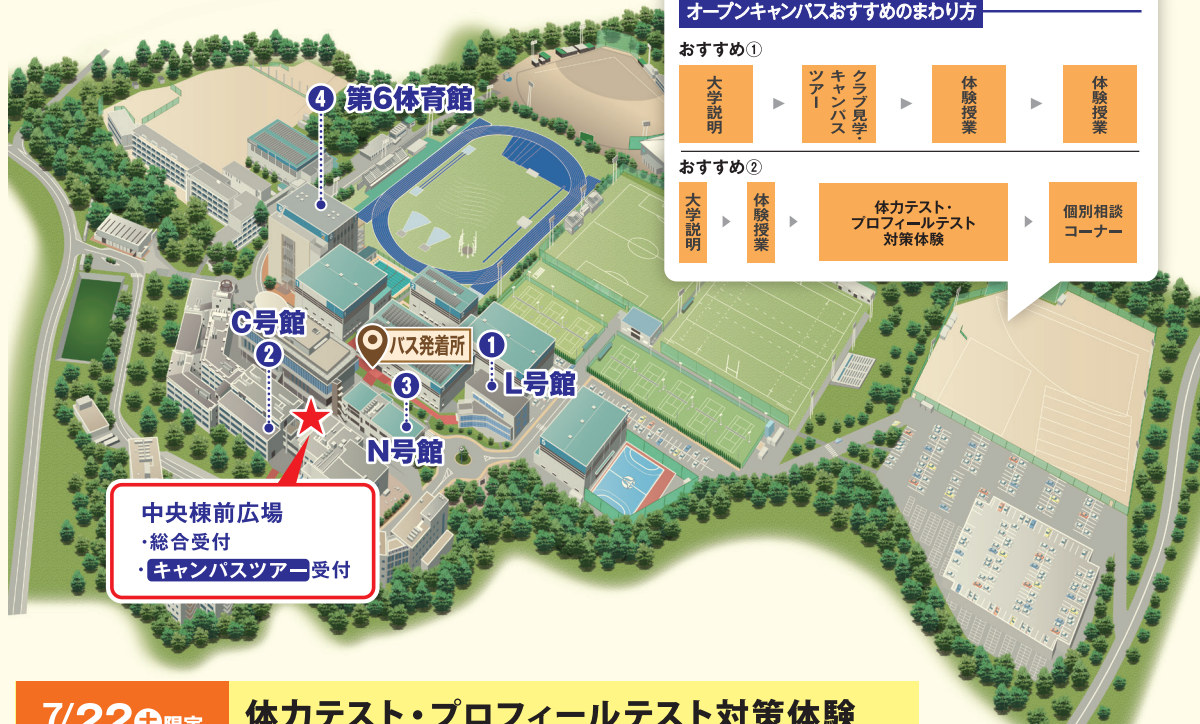 オープンキャンパスおすすめのまわり方
おすすめ①
大学説明
クラブ見学・
キャンパス
ツアー
体験授業
体験授業
おすすめ②
大学説明
体験授業
体力テスト・
プロフィールテスト
対策体験
個別相談
コーナー
4 第6体育館
C号館
2
バス発着所
1
L号館
3
N号館
中央棟前広場
・総合受付
・キャンパスツアー受付
7/22土限定
体力テスト・プロフィールテスト対策体験